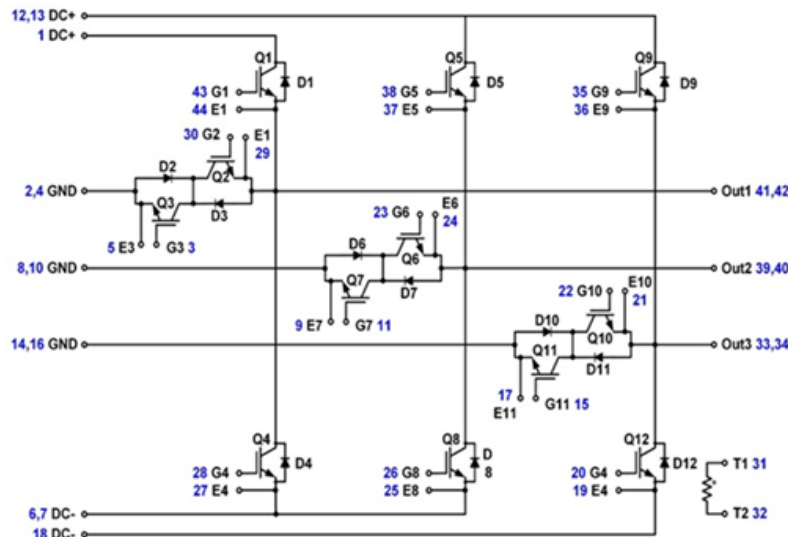 12,13 DC+
1 DC+
Q1
D1
43 G1
44 E1
Q5
D5
38 G5
37 E5
Q9
D9
35 G9
36 E9
30 G2
E1
29
D2
Q2
2,4 GND
Q3
D3
5 E3
G3 3
Out1 41,42
23 G6
E6
24
D6
Q6
8,10 GND
Q7
D7
9 E7
G7 11
Out2 39,40
22 G10
E10
21
D10
Q10
14,16 GND
Q11
D11
17
E11
G11 15
Out3 33,34
Q4
D4
28 G4
27 E4
Q8
D
8
26 G8
25 E8
Q12
D12
20 G4
19 E4
T1 31
T2 32
6,7 DC-
18 DC-